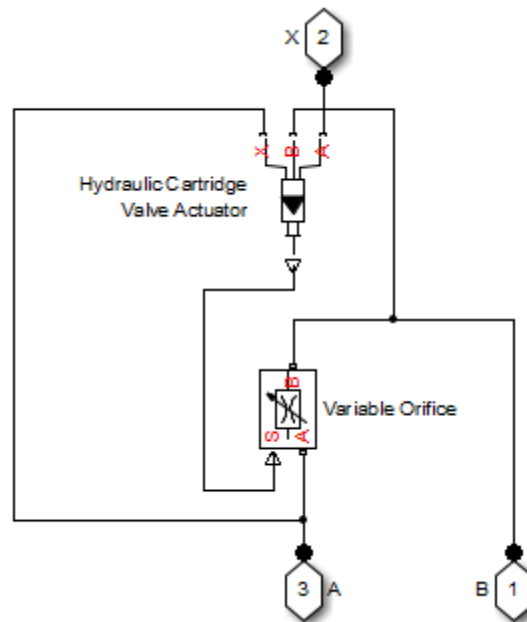 X 2
X B A
Hydraulic Cartridge
Valve Actuator
B
Variable Orifice
S A
3 A
B 1